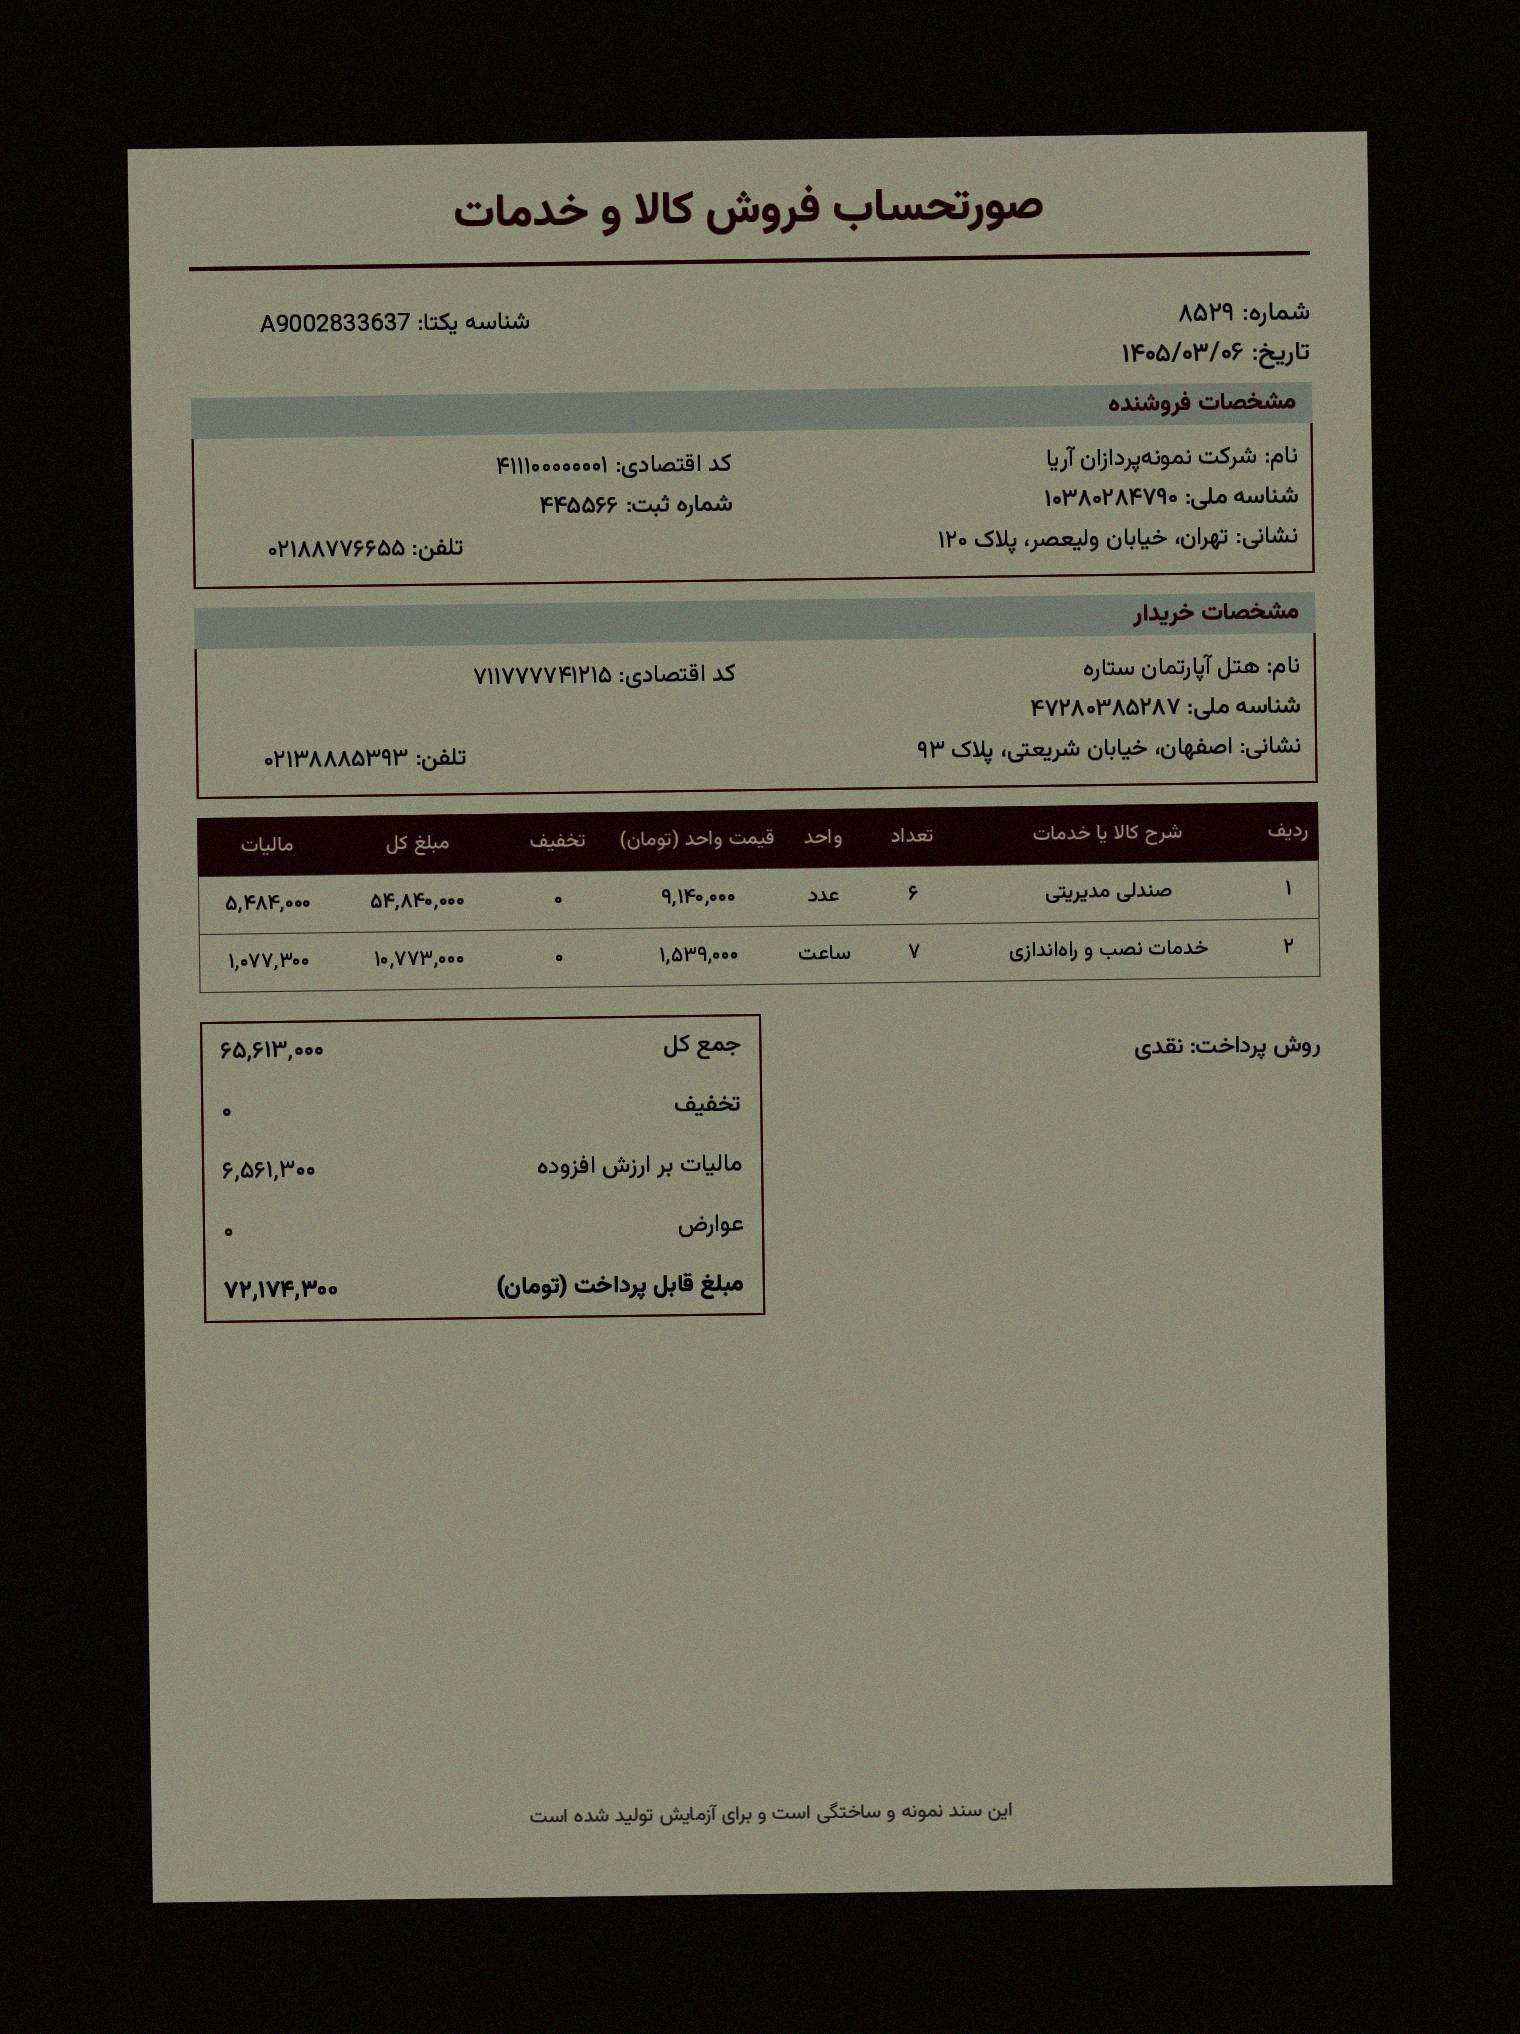 صورتحساب فروش کالا و خدمات
شماره: ۸۵۲۹ شناسه یکتا: A9002833637
تاریخ: ۱۴۰۵/۰۳/۰۶
مشخصات فروشنده
نام: شرکت نمونه‌پردازان آریا کد اقتصادی: ۴۱۱۱۰۰۰۰۰۰۰۱
شناسه ملی: ۱۰۳۸۰۲۸۴۷۹۰ شماره ثبت: ۴۴۵۵۶۶
نشانی: تهران، خیابان ولیعصر، پلاک ۱۲۰ تلفن: ۰۲۱۸۸۷۷۶۶۵۵
مشخصات خریدار
نام: هتل آپارتمان ستاره کد اقتصادی: ۷۱۱۷۷۷۷۴۱۲۱۵
شناسه ملی: ۴۷۲۸۰۳۸۵۲۸۷
نشانی: اصفهان، خیابان شریعتی، پلاک ۹۳ تلفن: ۰۲۱۳۸۸۸۵۳۹۳
ردیف شرح کالا یا خدمات تعداد واحد قیمت واحد (تومان) تخفیف مبلغ کل مالیات
۱ صندلی مدیریتی ۶ عدد ۹,۱۴۰,۰۰۰ ۰ ۵۴,۸۴۰,۰۰۰ ۵,۴۸۴,۰۰۰
۲ خدمات نصب و راه‌اندازی ۷ ساعت ۱,۵۳۹,۰۰۰ ۰ ۱۰,۷۷۳,۰۰۰ ۱,۰۷۷,۳۰۰
روش پرداخت: نقدی
جمع کل ۶۵,۶۱۳,۰۰۰
تخفیف ۰
مالیات بر ارزش افزوده ۶,۵۶۱,۳۰۰
عوارض ۰
مبلغ قابل پرداخت (تومان) ۷۲,۱۷۴,۳۰۰
این سند نمونه و ساختگی است و برای آزمایش تولید شده است